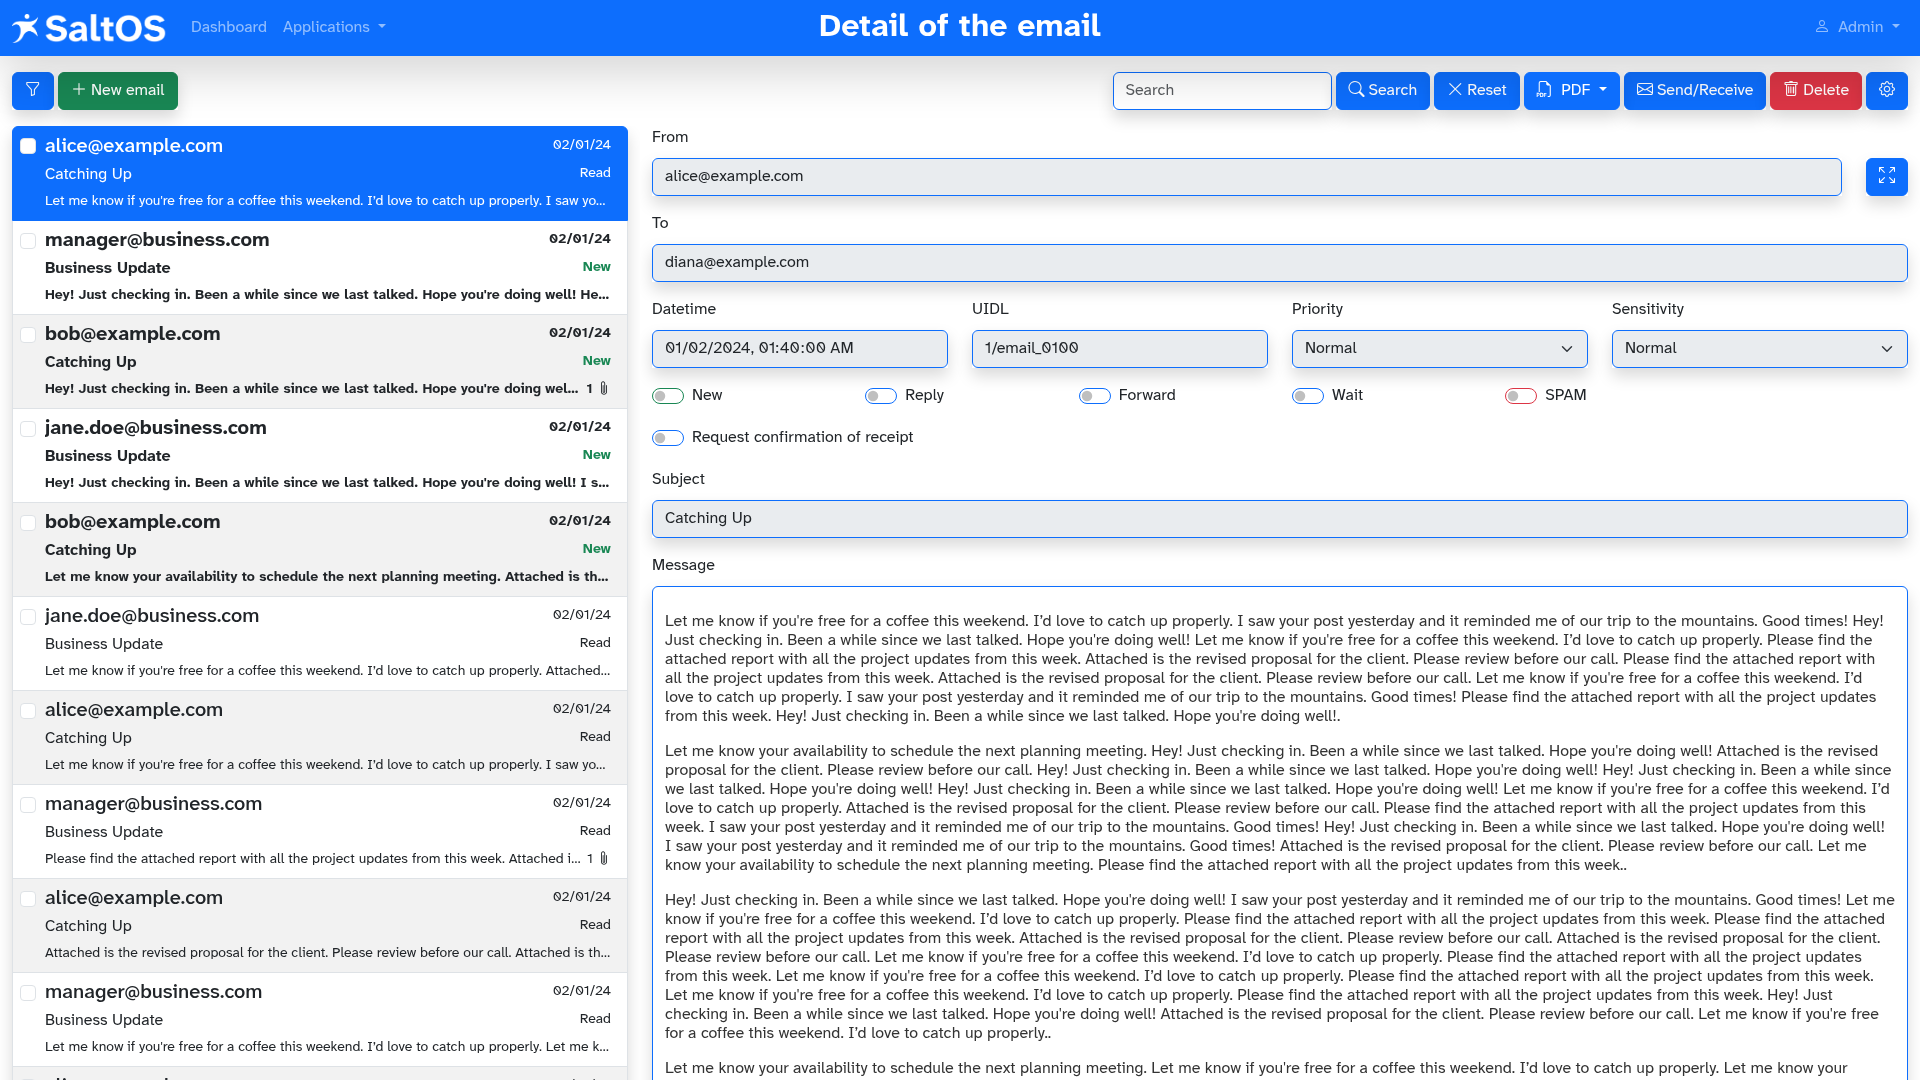 SaltOS
Dashboard
Applications
Detail of the email
Admin
New email
Search
Search
Reset
PDF
Send/Receive
Delete
alice@example.com 02/01/24
Catching Up Read
Let me know if you're free for a coffee this weekend. I'd love to catch up properly. I saw yo...
manager@business.com 02/01/24
Business Update New
Hey! Just checking in. Been a while since we last talked. Hope you're doing well! He...
bob@example.com 02/01/24
Catching Up New
Hey! Just checking in. Been a while since we last talked. Hope you're doing wel... 1
jane.doe@business.com 02/01/24
Business Update New
Hey! Just checking in. Been a while since we last talked. Hope you're doing well! I s...
bob@example.com 02/01/24
Catching Up New
Let me know your availability to schedule the next planning meeting. Attached is th...
jane.doe@business.com 02/01/24
Business Update Read
Let me know if you're free for a coffee this weekend. I'd love to catch up properly. Attached...
alice@example.com 02/01/24
Catching Up Read
Let me know if you're free for a coffee this weekend. I'd love to catch up properly. I saw yo...
manager@business.com 02/01/24
Business Update Read
Please find the attached report with all the project updates from this week. Attached i... 1
alice@example.com 02/01/24
Catching Up Read
Attached is the revised proposal for the client. Please review before our call. Attached is th...
manager@business.com 02/01/24
Business Update Read
Let me know if you're free for a coffee this weekend. I'd love to catch up properly. Let me k...
From
alice@example.com
To
diana@example.com
Datetime UIDL Priority Sensitivity
01/02/2024, 01:40:00 AM 1/email_0100 Normal Normal
New Reply Forward Wait SPAM
Request confirmation of receipt
Subject
Catching Up
Message
Let me know if you're free for a coffee this weekend. I'd love to catch up properly. I saw your post yesterday and it reminded me of our trip to the mountains. Good times! Hey!
Just checking in. Been a while since we last talked. Hope you're doing well! Let me know if you're free for a coffee this weekend. I'd love to catch up properly. Please find the
attached report with all the project updates from this week. Attached is the revised proposal for the client. Please review before our call. Please find the attached report with
all the project updates from this week. Attached is the revised proposal for the client. Please review before our call. Let me know if you're free for a coffee this weekend. I'd
love to catch up properly. I saw your post yesterday and it reminded me of our trip to the mountains. Good times! Please find the attached report with all the project updates
from this week. Hey! Just checking in. Been a while since we last talked. Hope you're doing well!.
Let me know your availability to schedule the next planning meeting. Hey! Just checking in. Been a while since we last talked. Hope you're doing well! Attached is the revised
proposal for the client. Please review before our call. Hey! Just checking in. Been a while since we last talked. Hope you're doing well! Hey! Just checking in. Been a while since
we last talked. Hope you're doing well! Hey! Just checking in. Been a while since we last talked. Hope you're doing well! Let me know if you're free for a coffee this weekend. I'd
love to catch up properly. Attached is the revised proposal for the client. Please review before our call. Please find the attached report with all the project updates from this
week. I saw your post yesterday and it reminded me of our trip to the mountains. Good times! Hey! Just checking in. Been a while since we last talked. Hope you're doing well!
I saw your post yesterday and it reminded me of our trip to the mountains. Good times! Attached is the revised proposal for the client. Please review before our call. Let me
know your availability to schedule the next planning meeting. Please find the attached report with all the project updates from this week..
Hey! Just checking in. Been a while since we last talked. Hope you're doing well! I saw your post yesterday and it reminded me of our trip to the mountains. Good times! Let me
know if you're free for a coffee this weekend. I'd love to catch up properly. Please find the attached report with all the project updates from this week. Please find the attached
report with all the project updates from this week. Attached is the revised proposal for the client. Please review before our call. Attached is the revised proposal for the client.
Please review before our call. Let me know if you're free for a coffee this weekend. I'd love to catch up properly. Please find the attached report with all the project updates
from this week. Let me know if you're free for a coffee this weekend. I'd love to catch up properly. Please find the attached report with all the project updates from this week.
Let me know if you're free for a coffee this weekend. I'd love to catch up properly. Please find the attached report with all the project updates from this week. Hey! Just
checking in. Been a while since we last talked. Hope you're doing well! Attached is the revised proposal for the client. Please review before our call. Let me know if you're free
for a coffee this weekend. I'd love to catch up properly..
Let me know your availability to schedule the next planning meeting. Let me know if you're free for a coffee this weekend. I'd love to catch up properly. Let me know your